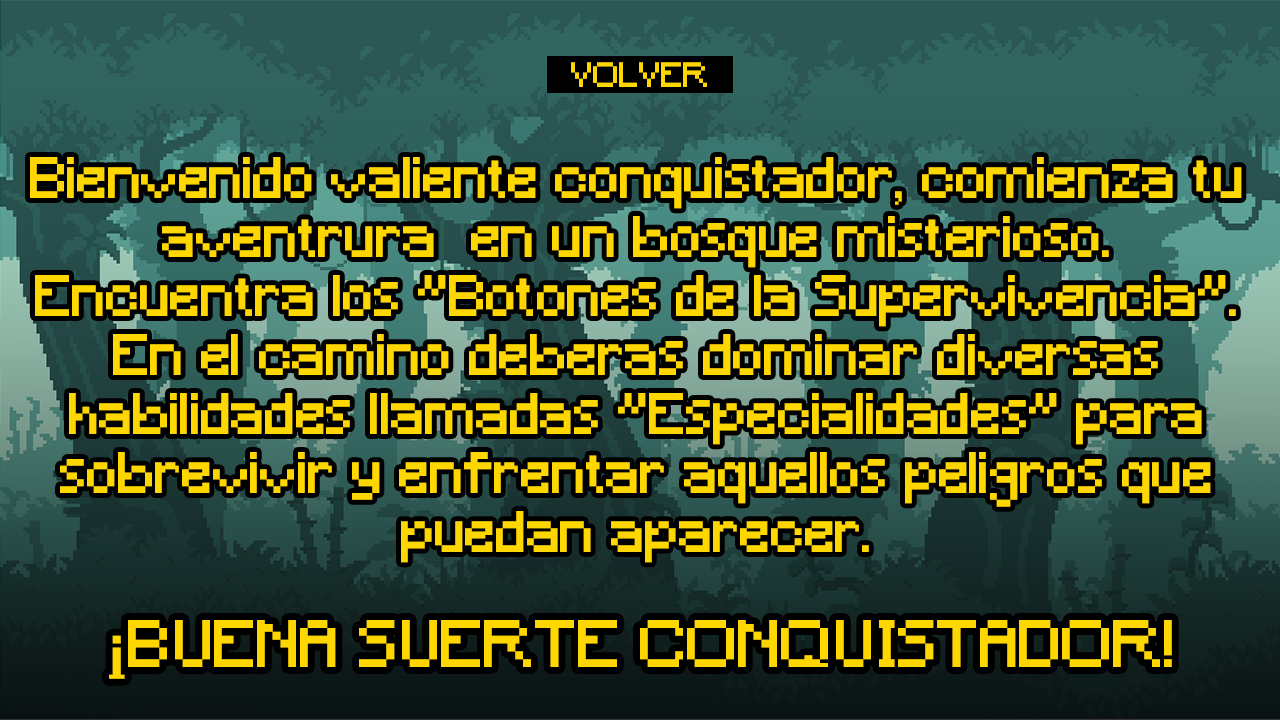 VOLVER
Bienvenido valiente conquistador, comienza tu
aventrura en un bosque misterioso.
Encuentra los "Botones de la Supervivencia".
En el camino deberas dominar diversas
habilidades llamadas "Especialidades" para
sobrevivir y enfrentar aquellos peligros que
puedan aparecer.
¡BUENA SUERTE CONQUISTADOR!